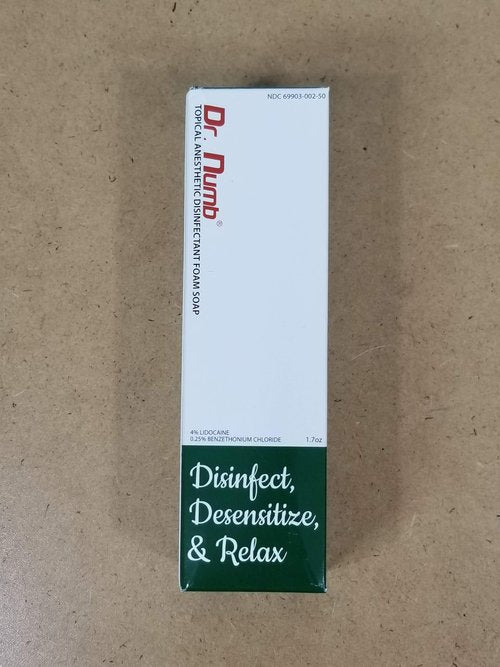 NDC 69903-002-50
Dr. Numb®
TOPICAL ANESTHETIC DISINFECTANT FOAM SOAP
4% LIDOCAINE
0.25% BENZETHONIUM CHLORIDE 1.7oz
Disinfect,
Desensitize,
& Relax